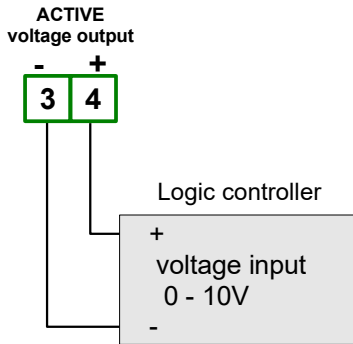 ACTIVE
voltage output
- +
3 4
Logic controller
+
voltage input
0 - 10V
-